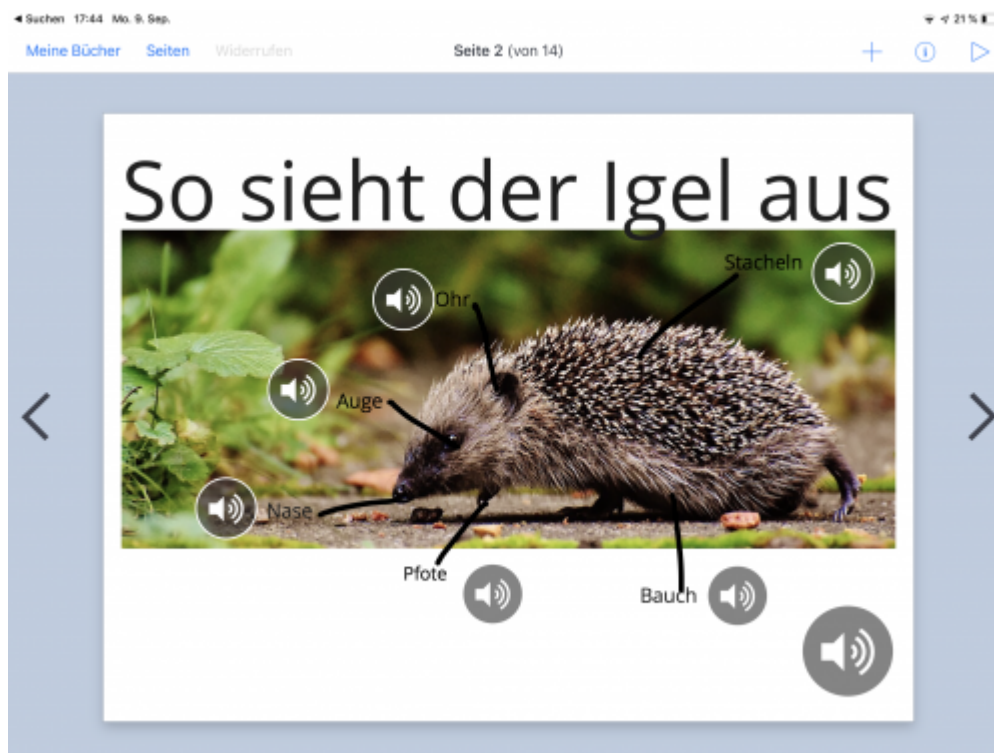 Suchen 17:44 Mo. 9. Sep. 21 %
Meine Bücher Seiten Widerrufen Seite 2 (von 14)
So sieht der Igel aus
Stacheln
Ohr
Auge
Nase
Pfote
Bauch